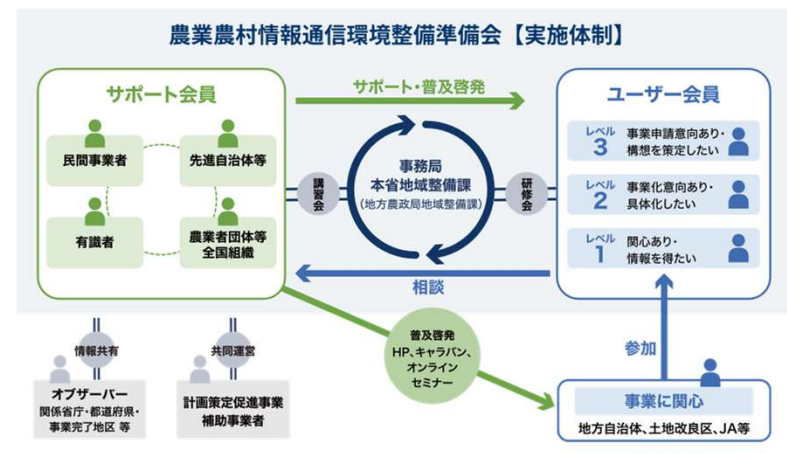 農業農村情報通信環境整備準備会【実施体制】
サポート会員
民間事業者
先進自治体等
有識者
農業者団体等
全国組織
サポート・普及啓発
事務局
本省地域整備課
(地方農政局地域整備課)
講習会
研修会
相談
ユーザー会員
レベル
3
事業申請意向あり・
構想を策定したい
レベル
2
事業化意向あり・
具体化したい
レベル
1
関心あり・
情報を得たい
情報共有
オブザーバー
関係省庁・都道府県・
事業完了地区 等
共同運営
計画策定促進事業
補助事業者
普及啓発
HP、キャラバン、
オンライン
セミナー
参加
事業に関心
地方自治体、土地改良区、JA等